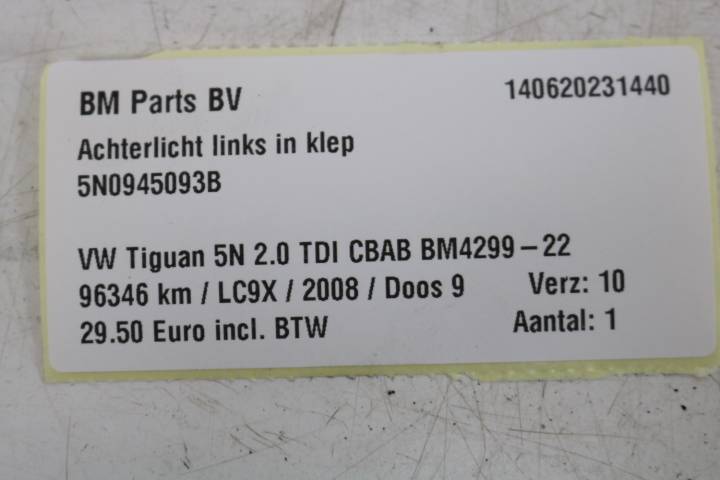 BM Parts BV 140620231440
Achterlicht links in klep
5N0945093B
VW Tiguan 5N 2.0 TDI CBAB BM4299-22
96346 km / LC9X / 2008 / Doos 9 Verz: 10
29.50 Euro incl. BTW Aantal: 1